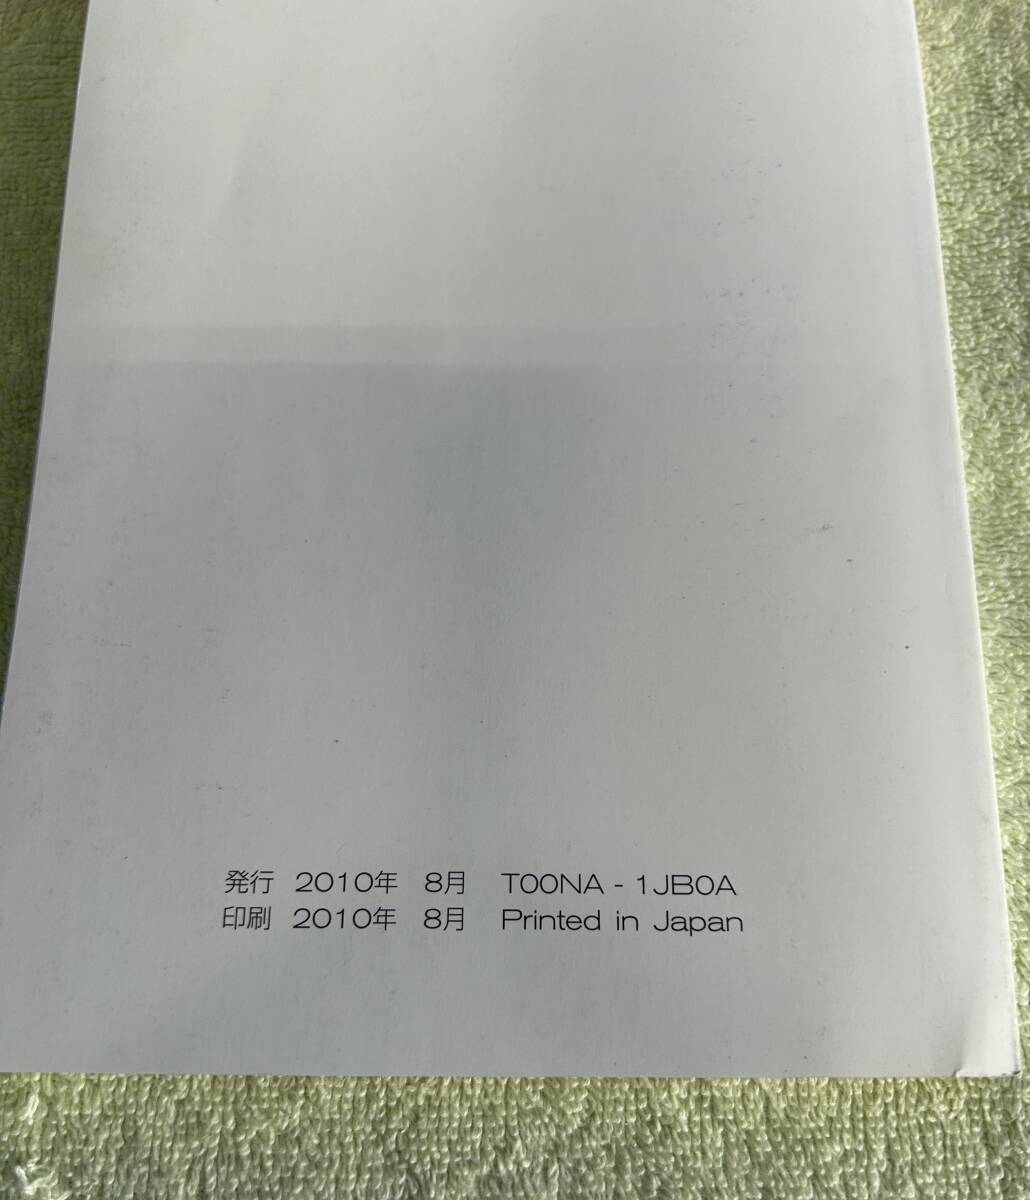 発行 2010年 8月 T00NA - 1JB0A
印刷 2010年 8月 Printed in Japan